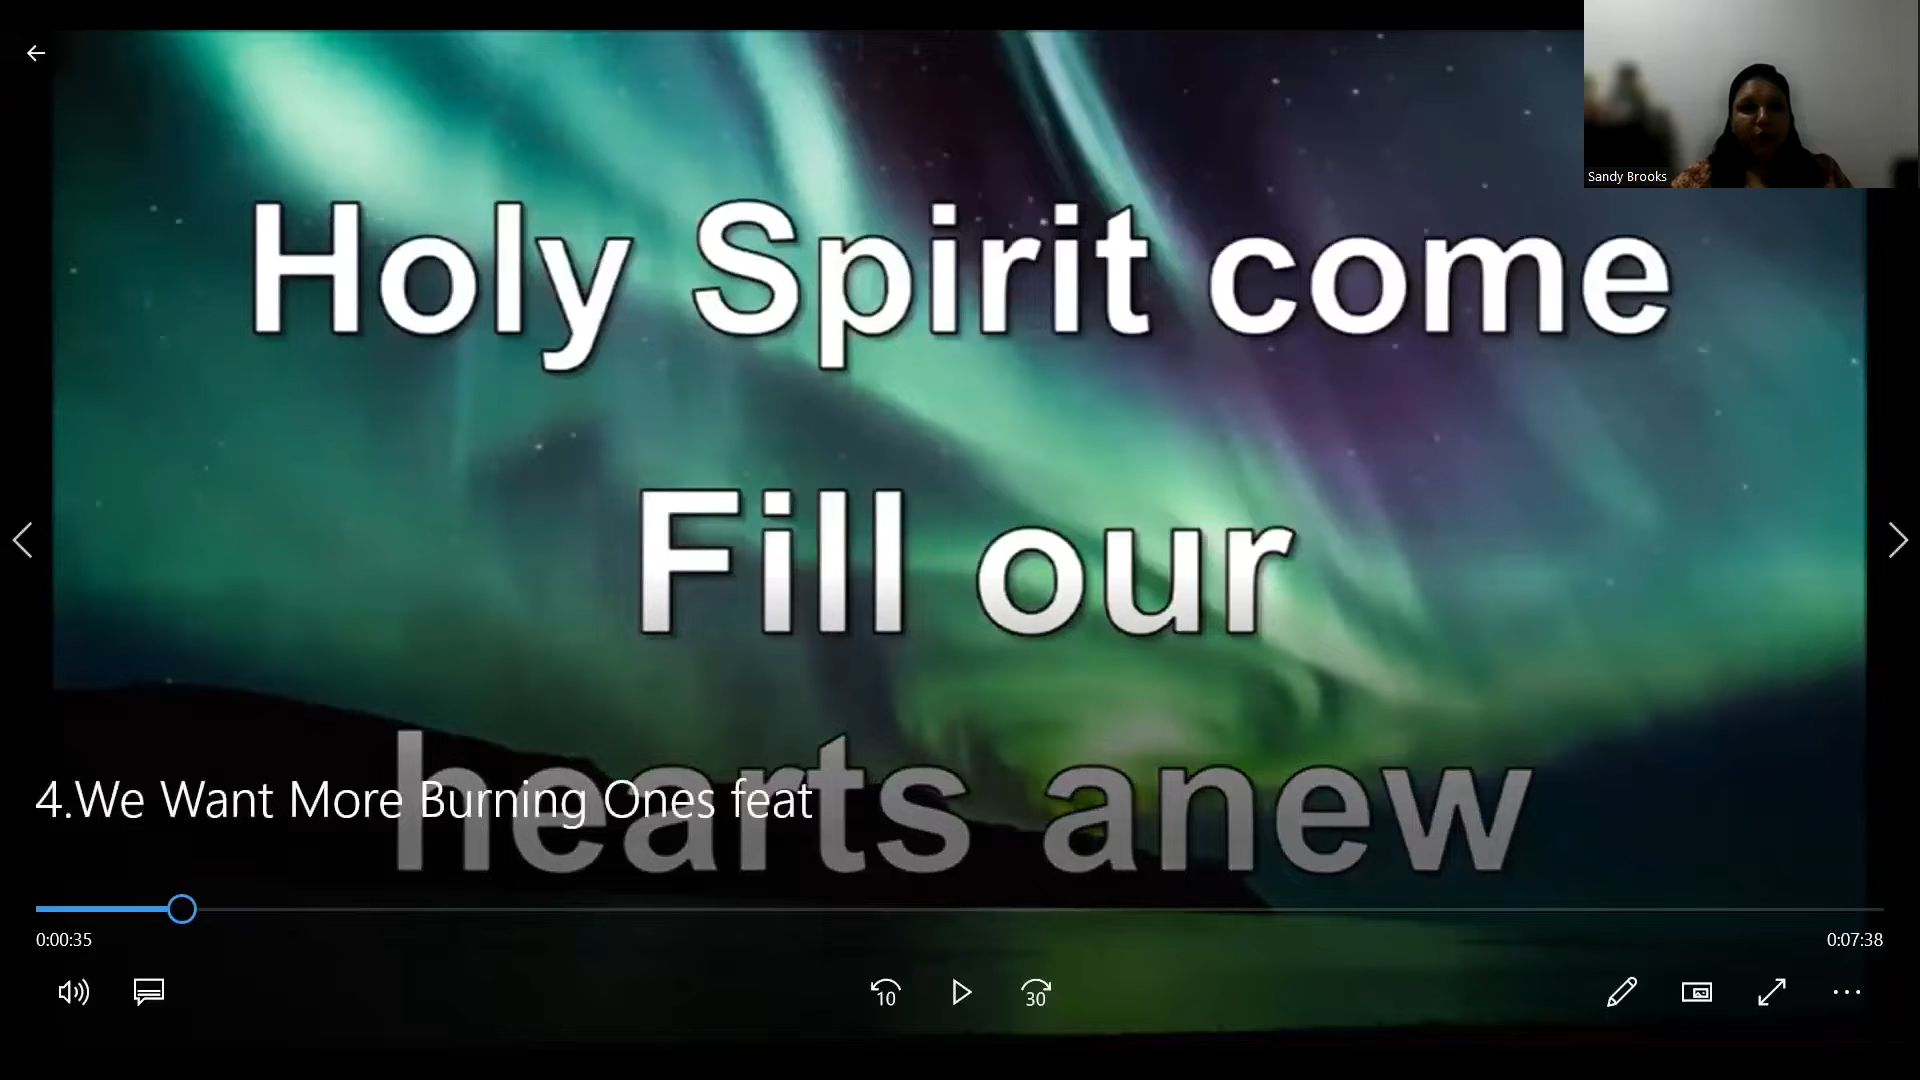 Sandy Brooks
Holy Spirit come
Fill our
hearts anew
4.We Want More Burning Ones feat
0:00:35
0:07:38
10
30